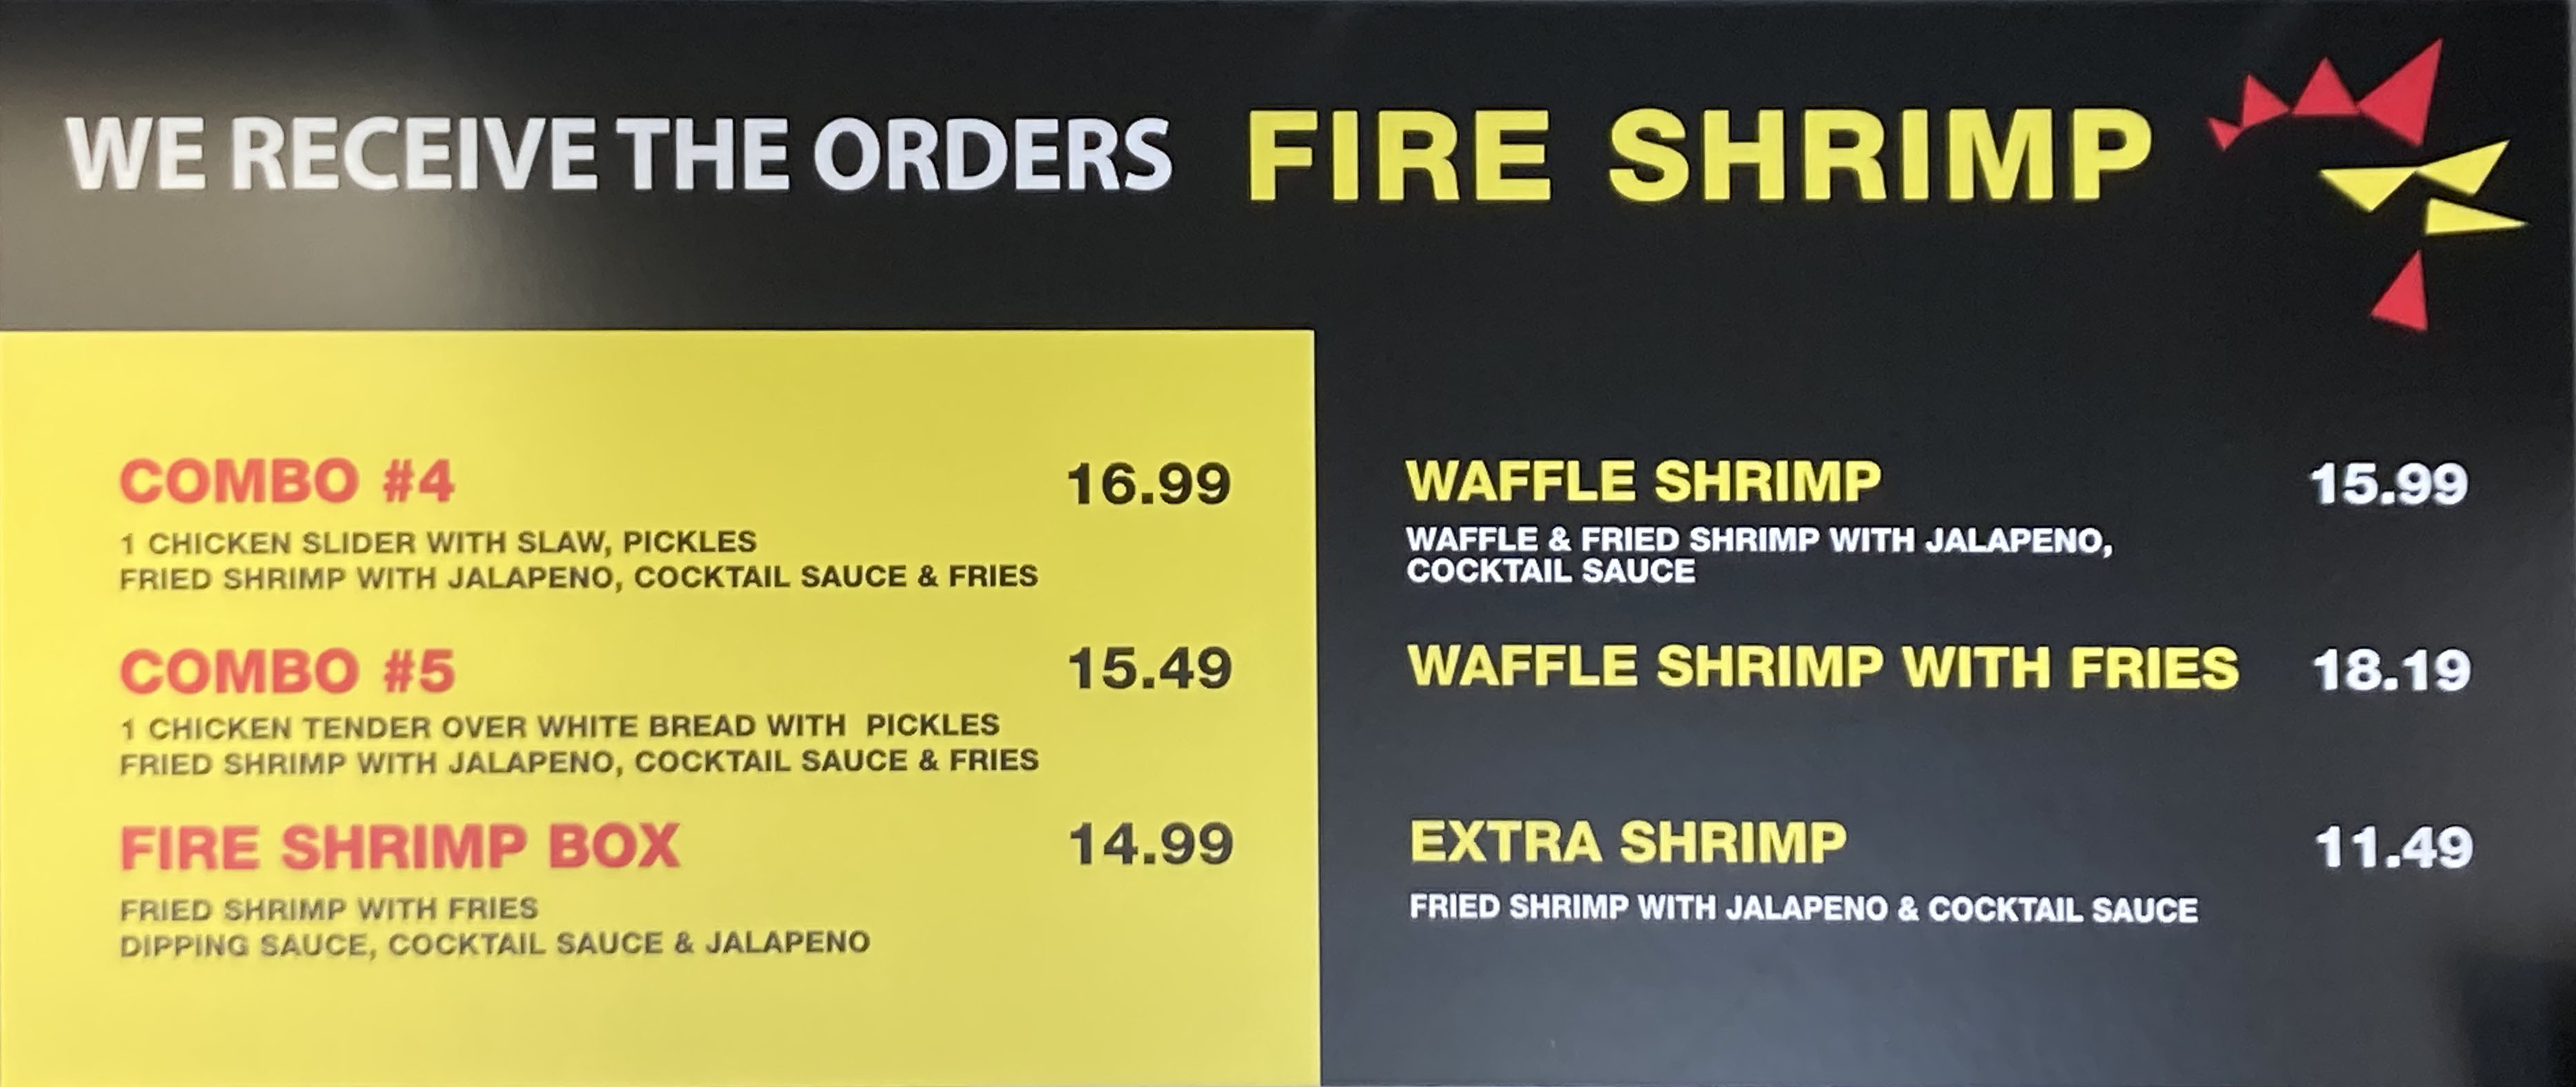 WE RECEIVE THE ORDERS FIRE SHRIMP
COMBO #4 16.99
1 CHICKEN SLIDER WITH SLAW, PICKLES
FRIED SHRIMP WITH JALAPENO, COCKTAIL SAUCE & FRIES
COMBO #5 15.49
1 CHICKEN TENDER OVER WHITE BREAD WITH PICKLES
FRIED SHRIMP WITH JALAPENO, COCKTAIL SAUCE & FRIES
FIRE SHRIMP BOX 14.99
FRIED SHRIMP WITH FRIES
DIPPING SAUCE, COCKTAIL SAUCE & JALAPENO
WAFFLE SHRIMP 15.99
WAFFLE & FRIED SHRIMP WITH JALAPENO,
COCKTAIL SAUCE
WAFFLE SHRIMP WITH FRIES 18.19
EXTRA SHRIMP 11.49
FRIED SHRIMP WITH JALAPENO & COCKTAIL SAUCE